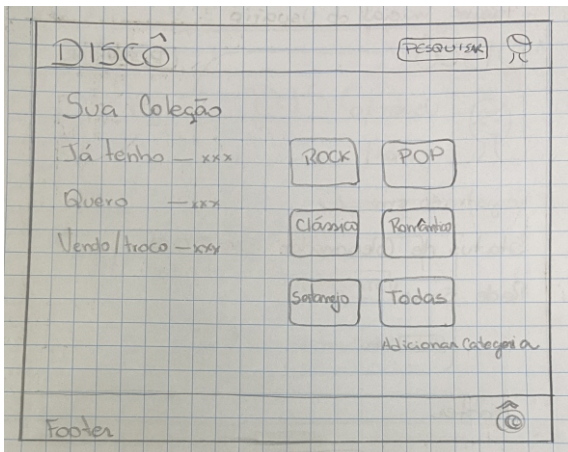 DISCÔ PESQUISAR
Sua Coleção
Já tenho - xxx
Quero - xxx
Vendo/troco - xxx
ROCK POP
Clássica Romântica
Sertanejo Todas
Adicionar Categoria
Footer